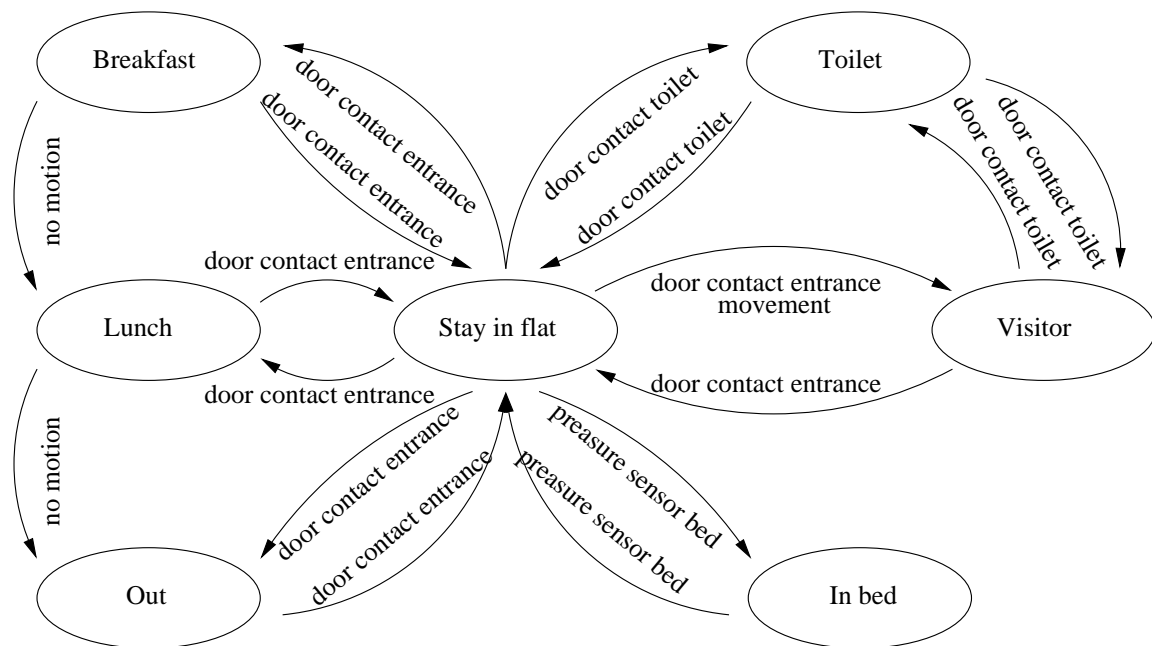 Breakfast
Toilet
door contact entrance
door contact entrance
door contact toilet
door contact toilet
door contact toilet
door contact toilet
no motion
door contact entrance
Lunch
Stay in flat
door contact entrance
movement
Visitor
door contact entrance
door contact entrance
no motion
door contact entrance
door contact entrance
preasure sensor bed
preasure sensor bed
Out
In bed